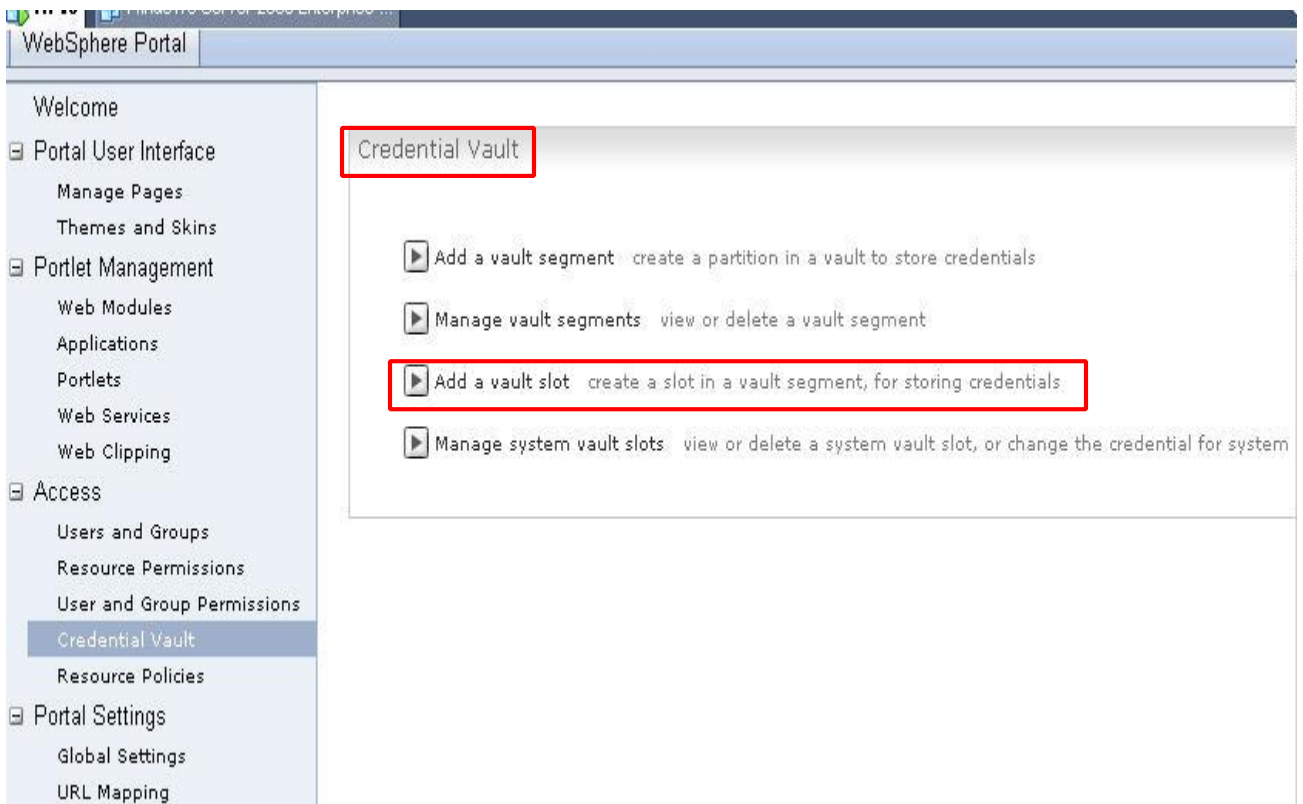 WebSphere Portal
Welcome
Portal User Interface
Manage Pages
Themes and Skins
Portlet Management
Web Modules
Applications
Portlets
Web Services
Web Clipping
Access
Users and Groups
Resource Permissions
User and Group Permissions
Credential Vault
Resource Policies
Portal Settings
Global Settings
URL Mapping
Credential Vault
Add a vault segment create a partition in a vault to store credentials
Manage vault segments view or delete a vault segment
Add a vault slot create a slot in a vault segment, for storing credentials
Manage system vault slots view or delete a system vault slot, or change the credential for system